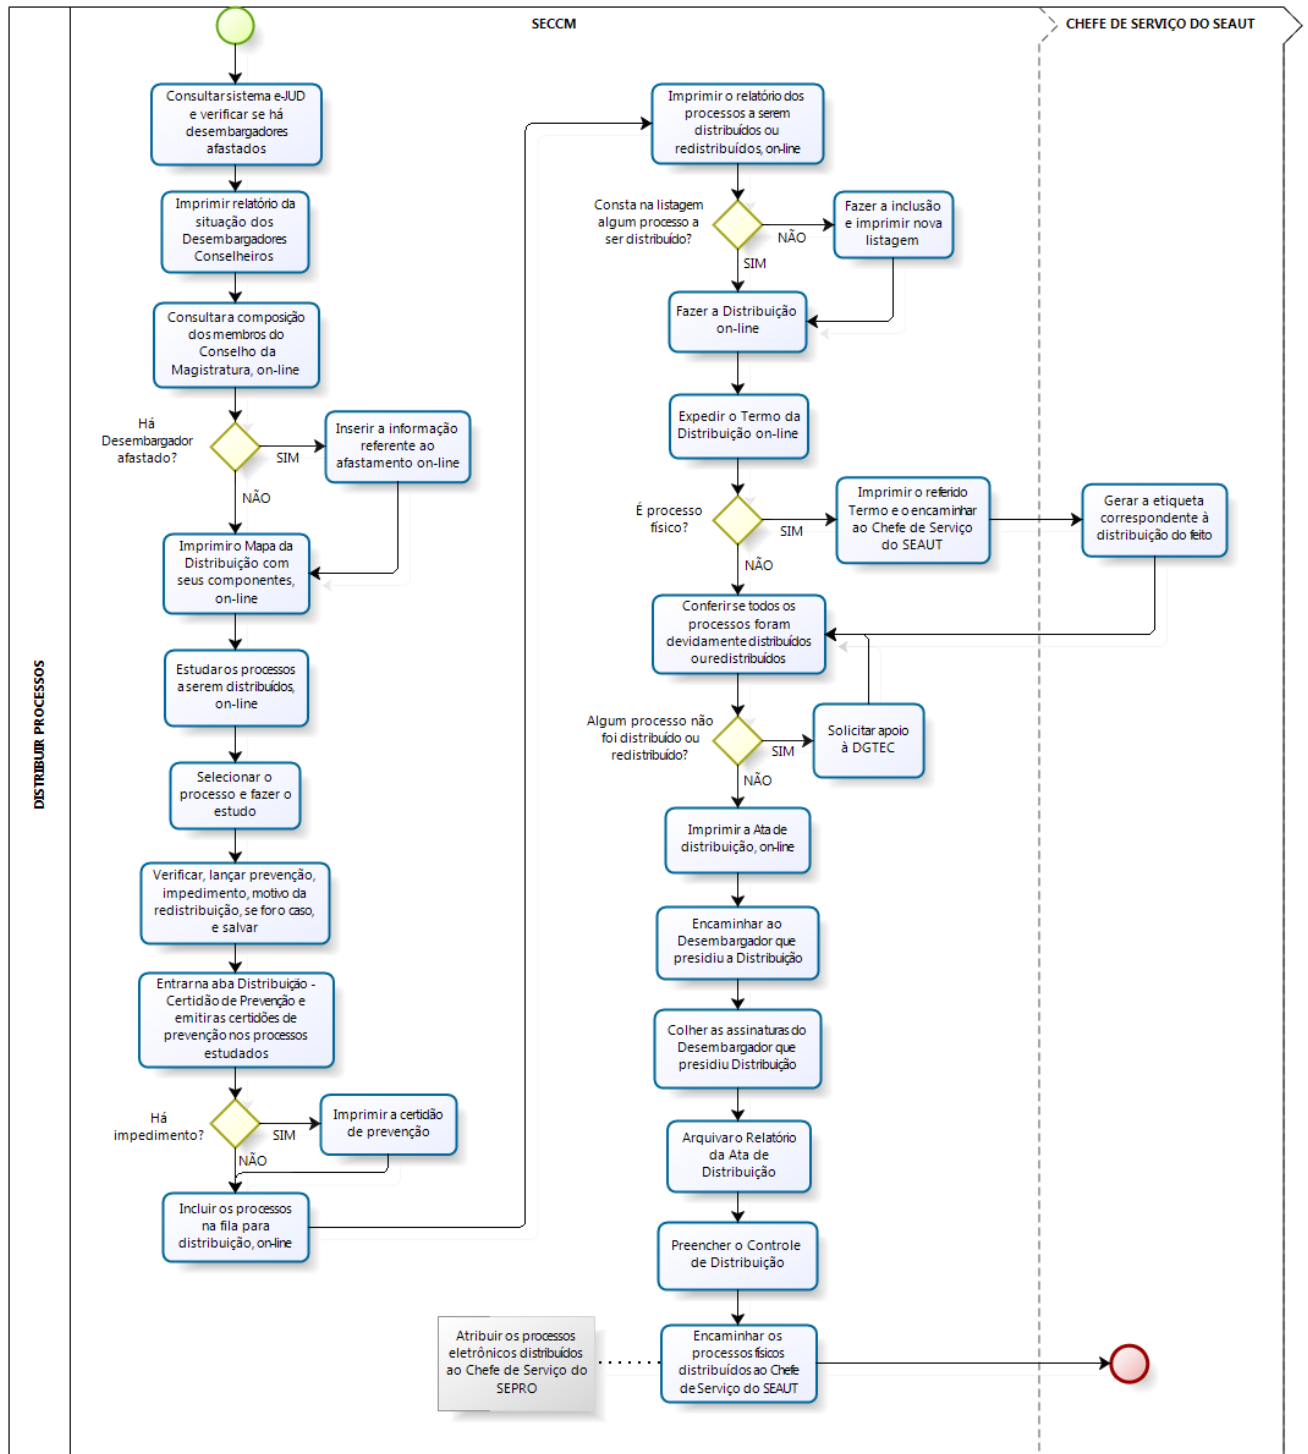 SECCM
CHEFE DE SERVIÇO DO SEAUT
DISTRIBUIR PROCESSOS
Consultar sistema e-JUD
e verificar se há
desembargadores
afastados
Imprimir relatório da
situação dos
Desembargadores
Conselheiros
Consultar a composição
dos membros do
Conselho da
Magistratura, on-line
Há
Desembargador
afastado?
SIM
Inserir a informação
referente ao
afastamento on-line
NÃO
Imprimir o Mapa da
Distribuição com
seus componentes,
on-line
Estudar os processos
a serem distribuídos,
on-line
Selecionar o
processo e fazer o
estudo
Verificar, lançar prevenção,
impedimento, motivo da
redistribuição, se for o caso,
e salvar
Entrar na aba Distribuição -
Certidão de Prevenção e
emitir as certidões de
prevenção nos processos
estudados
Há
impedimento?
SIM
Imprimir a certidão
de prevenção
NÃO
Incluir os processos
na fila para
distribuição, on-line
Imprimir o relatório dos
processos a serem
distribuídos ou
redistribuídos, on-line
Consta na listagem
algum processo a
ser distribuído?
NÃO
Fazer a inclusão
e imprimir nova
listagem
SIM
Fazer a Distribuição
on-line
Expedir o Termo da
Distribuição on-line
É processo
físico?
SIM
Imprimir o referido
Termo e o encaminhar
ao Chefe de Serviço
do SEAUT
Gerar a etiqueta
correspondente à
distribuição do feito
NÃO
Conferir se todos os
processos foram
devidamente distribuídos
ou redistribuídos
Algum processo não
foi distribuído ou
redistribuído?
SIM
Solicitar apoio
à DGTEC
NÃO
Imprimir a Ata de
distribuição, on-line
Encaminhar ao
Desembargador que
presidiu a Distribuição
Colher as assinaturas do
Desembargador que
presidiu Distribuição
Arquivar o Relatório
da Ata de
Distribuição
Preencher o Controle
de Distribuição
Atribuir os processos
eletrônicos distribuídos
ao Chefe de Serviço do
SEPRO
Encaminhar os
processos físicos
distribuídos ao Chefe
de Serviço do SEAUT